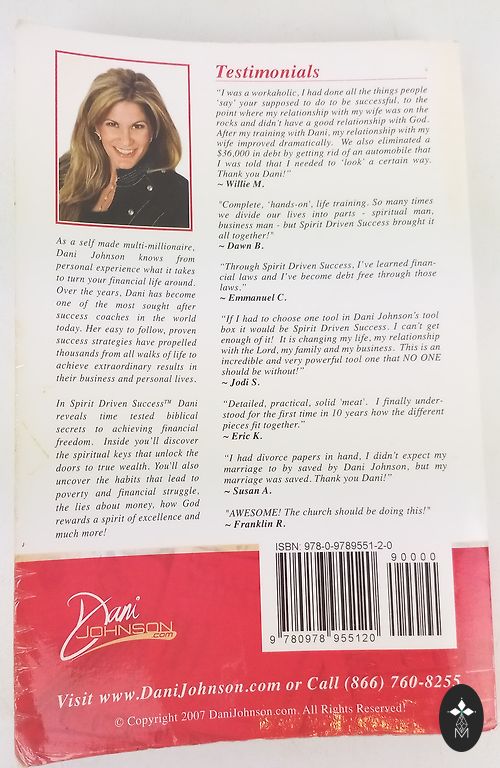 As a self made multi-millionaire,
Dani Johnson knows from
personal experience what it takes
to turn your financial life around.
Over the years, Dani has become
one of the most sought after
success coaches in the world
today. Her easy to follow, proven
success strategies have propelled
thousands from all walks of life to
achieve extraordinary results in
their business and personal lives.
In Spirit Driven Success™ Dani
reveals time tested biblical
secrets to achieving financial
freedom. Inside you'll discover
the spiritual keys that unlock the
doors to true wealth. You'll also
uncover the habits that lead to
poverty and financial struggle,
the lies about money, how God
rewards a spirit of excellence and
much more!
Testimonials
“I was a workaholic, I had done all the things people
‘say’ your supposed to do to be successful, to the
point where my relationship with my wife was on the
rocks and didn't have a good relationship with God.
After my training with Dani, my relationship with my
wife improved dramatically. We also eliminated a
$36,000 in debt by getting rid of an automobile that
I was told that I needed to ‘look’ a certain way.
Thank you Dani!”
~ Willie M.
"Complete, ‘hands-on’, life training. So many times
we divide our lives into parts - spiritual man,
business man - but Spirit Driven Success brought it
all together!"
~ Dawn B.
“Through Spirit Driven Success, I've learned finan-
cial laws and I've become debt free through those
laws.”
~ Emmanuel C.
“If I had to choose one tool in Dani Johnson's tool
box it would be Spirit Driven Success. I can't get
enough of it! It is changing my life, my relationship
with the Lord, my family and my business. This is an
incredible and very powerful tool one that NO ONE
should be without!”
~ Jodi S.
“Detailed, practical, solid ‘meat’. I finally under-
stood for the first time in 10 years how the different
pieces fit together.”
~ Eric K.
“I had divorce papers in hand, I didn't expect my
marriage to by saved by Dani Johnson, but my
marriage was saved. Thank you Dani!”
~ Susan A.
"AWESOME! The church should be doing this!"
~ Franklin R.
ISBN: 978-0-9789551-2-0
90000
9 780978 955120
Dani
JOHNSON
.com
Visit www.DaniJohnson.com or Call (866) 760-8255
© Copyright 2007 DaniJohnson.com. All Rights Reserved!